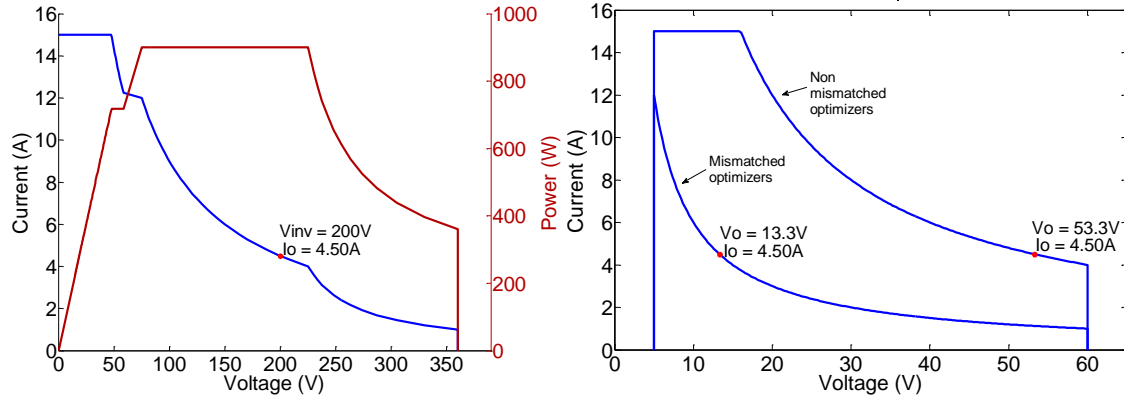 16
14
12
10
8
6
4
2
0
Current (A)
0
50
100
150
200
250
300
350
Voltage (V)
1000
800
600
400
200
0
Power (W)
Vinv = 200V
Io = 4.50A
16
14
12
10
8
6
4
2
0
Current (A)
0
10
20
30
40
50
60
Voltage (V)
Non
mismatched
optimizers
Mismatched
optimizers
Vo = 13.3V
Io = 4.50A
Vo = 53.3V
Io = 4.50A